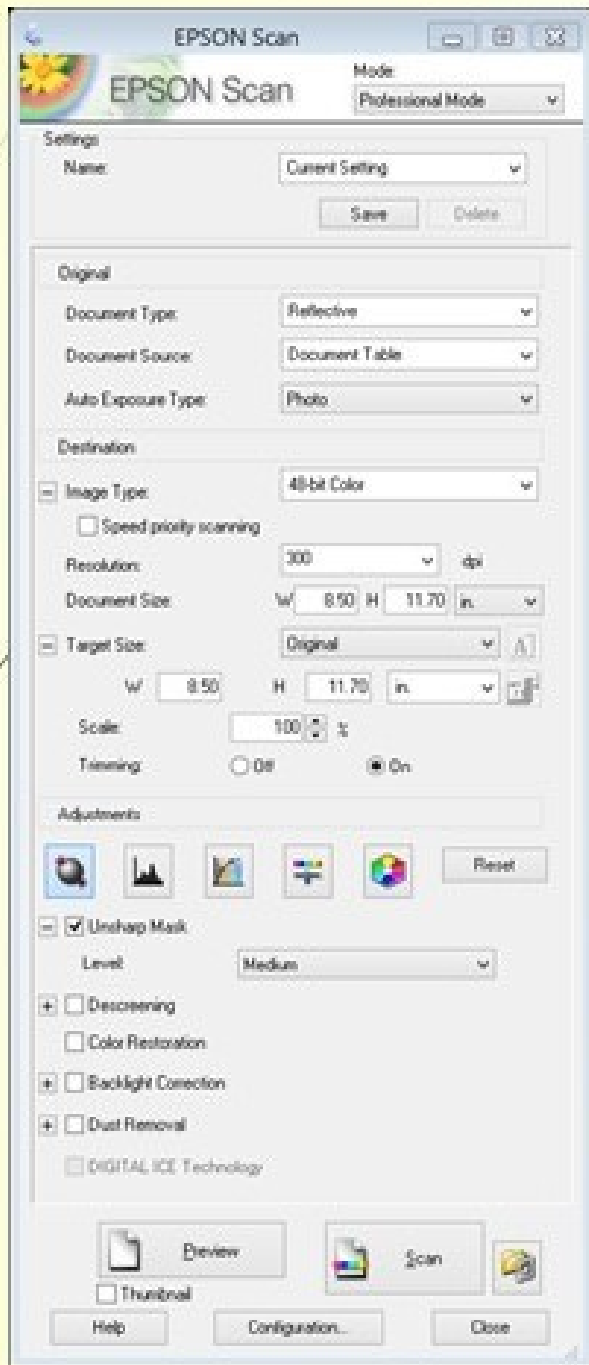 EPSON Scan
EPSON Scan
Mode:
Professional Mode
Settings
Name: Current Setting
Save Delete
Original
Document Type: Reflective
Document Source: Document Table
Auto Exposure Type: Photo
Destination
Image Type: 48-bit Color
Speed priority scanning
Resolution: 300 dpi
Document Size: W 8.50 H 11.70 in.
Target Size: Original
W 8.50 H 11.70 in.
Scale: 100 %
Trimming: Off On
Adjustments
Reset
Unsharp Mask
Level: Medium
Descreening
Color Restoration
Backlight Correction
Dust Removal
DIGITAL ICE Technology
Preview Scan
Thumbnail
Help Configuration... Close